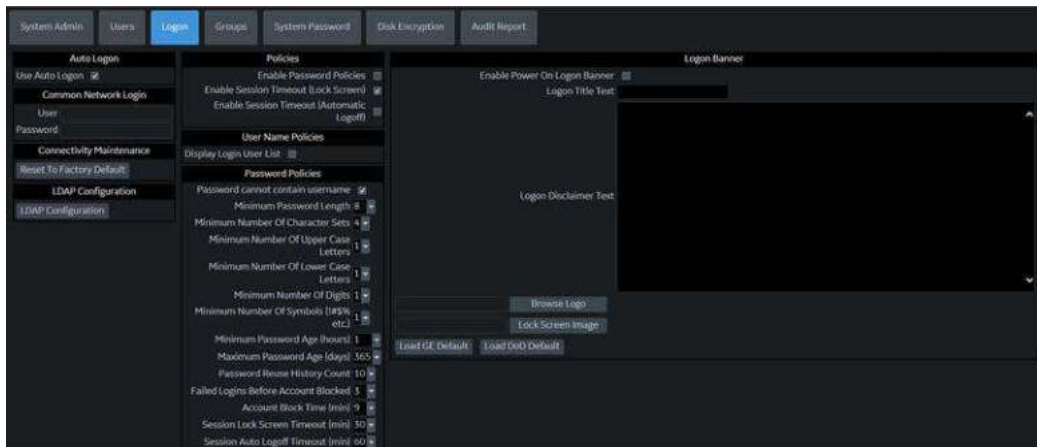 System Admin
Users
Logon
Groups
System Password
Disk Encryption
Audit Report
Auto Logon
Use Auto Logon
Common Network Login
User
Password
Connectivity Maintenance
Reset To Factory Default
LDAP Configuration
LDAP Configuration
Policies
Enable Password Policies
Enable Session Timeout (Lock Screen)
Enable Session Timeout (Automatic
Logoff)
User Name Policies
Display Login User List
Password Policies
Password cannot contain username
Minimum Password Length 8
Minimum Number Of Character Sets 4
Minimum Number Of Upper Case
Letters 1
Minimum Number Of Lower Case
Letters 1
Minimum Number Of Digits 1
Minimum Number Of Symbols (!#$%
etc.) 1
Minimum Password Age (hours) 1
Maximum Password Age (days) 365
Password Reuse History Count 10
Failed Logins Before Account Blocked 3
Account Block Time (min) 9
Session Lock Screen Timeout (min) 30
Session Auto Logoff Timeout (min) 60
Logon Banner
Enable Power On Logon Banner
Logon Title Text
Logon Disclaimer Text
Browse Logo
Lock Screen Image
Load GE Default
Load DoD Default